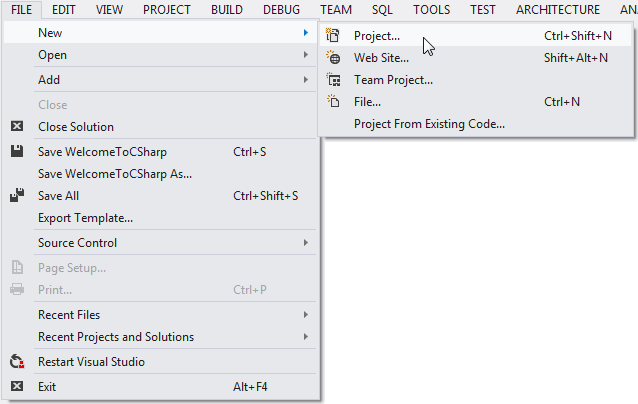 FILE EDIT VIEW PROJECT BUILD DEBUG TEAM SQL TOOLS TEST ARCHITECTURE
New
Project... Ctrl+Shift+N
Open
Web Site... Shift+Alt+N
Add
Team Project...
Close
File... Ctrl+N
Close Solution
Project From Existing Code...
Save WelcomeToCSharp Ctrl+S
Save WelcomeToCSharp As...
Save All Ctrl+Shift+S
Export Template...
Source Control
Page Setup...
Print... Ctrl+P
Recent Files
Recent Projects and Solutions
Restart Visual Studio
Exit Alt+F4